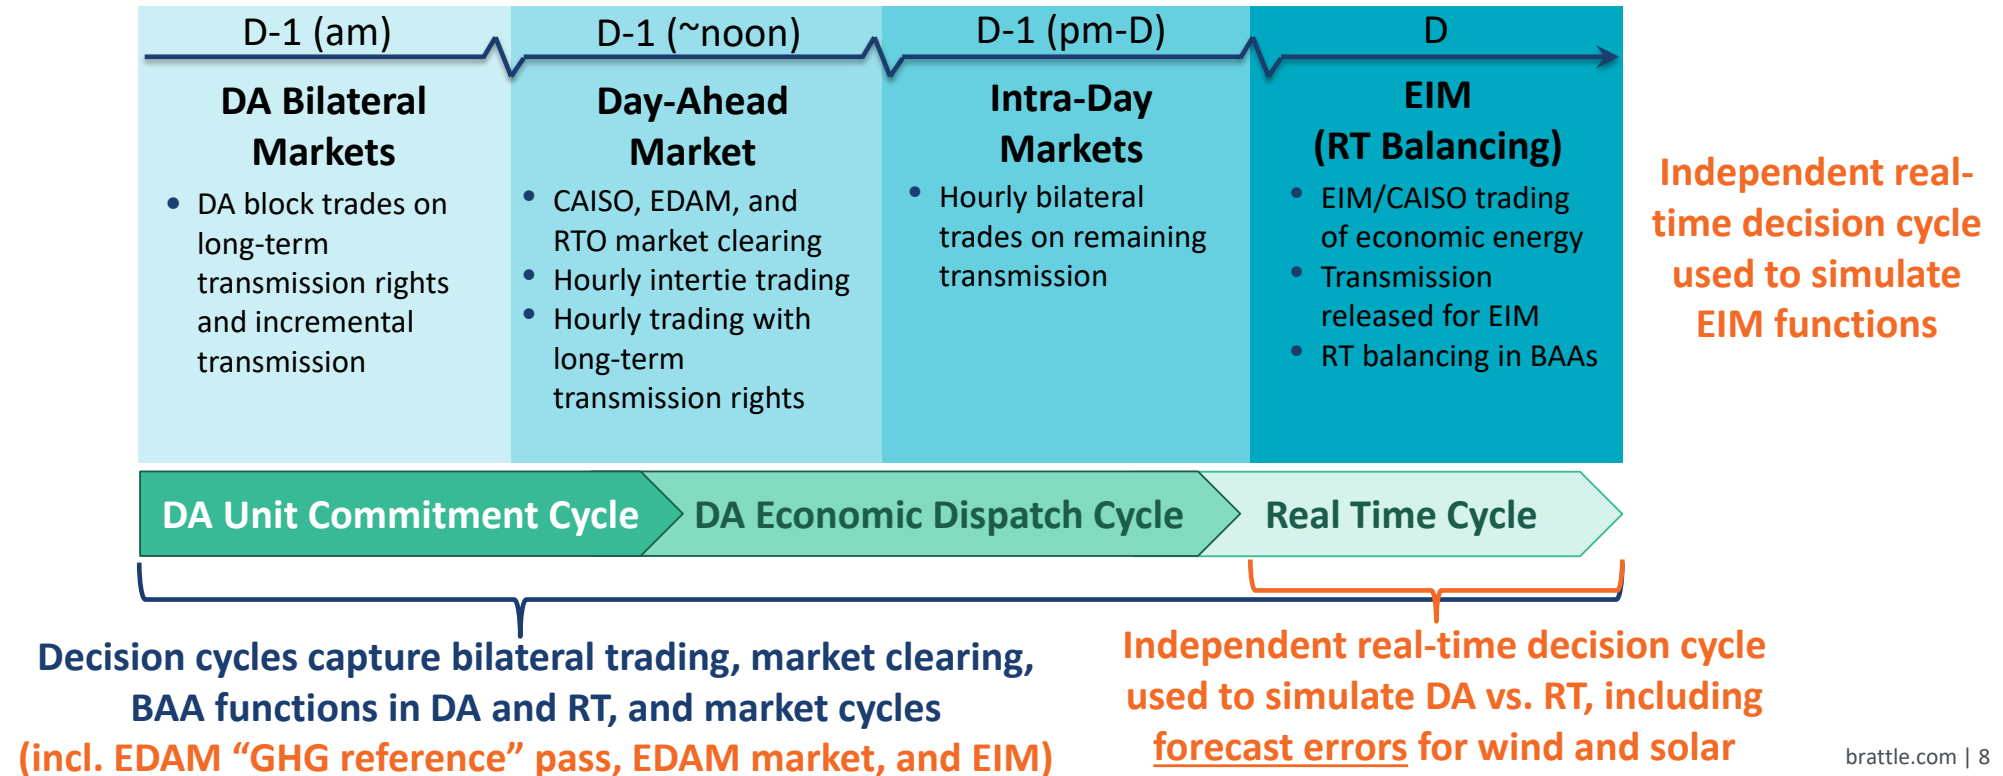 D-1 (am)
DA Bilateral
Markets
• DA block trades on
long-term
transmission rights
and incremental
transmission
D-1 (~noon)
Day-Ahead
Market
• CAISO, EDAM, and
RTO market clearing
• Hourly intertie trading
• Hourly trading with
long-term
transmission rights
D-1 (pm-D)
Intra-Day
Markets
• Hourly bilateral
trades on remaining
transmission
D
EIM
(RT Balancing)
• EIM/CAISO trading
of economic energy
• Transmission
released for EIM
• RT balancing in BAAs
Independent real-
time decision cycle
used to simulate
EIM functions
DA Unit Commitment Cycle
DA Economic Dispatch Cycle
Real Time Cycle
Decision cycles capture bilateral trading, market clearing,
BAA functions in DA and RT, and market cycles
(incl. EDAM “GHG reference” pass, EDAM market, and EIM)
Independent real-time decision cycle
used to simulate DA vs. RT, including
forecast errors for wind and solar
brattle.com | 8